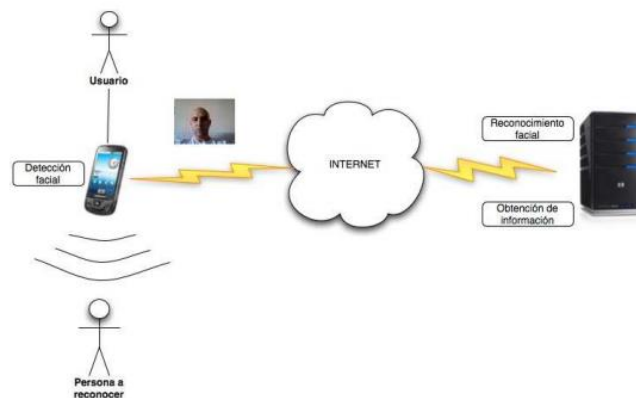 Usuario
Detección
facial
INTERNET
Reconocimiento
facial
Obtención de
información
Persona a
reconocer